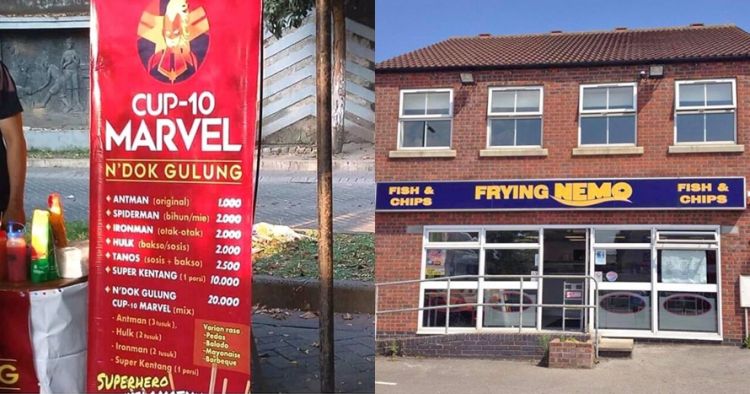 CUP-10
MARVEL
N'DOK GULUNG
ANTMAN (original) 1.000
SPIDERMAN (bihun/mie) 2.000
IRONMAN (otak-otak) 2.000
HULK (bakso/sosis) 2.000
TANOS (sosis + bakso) 2.500
SUPER KENTANG (1 porsi) 10.000
N'DOK GULUNG 20.000
CUP-10 MARVEL (mix)
- Antman (3 tusuk),
- Hulk (2 tusuk)
- Ironman (2 tusuk)
- Super Kentang (1 porsi)
Varian rasa
- Pedas
- Balado
- Mayonaise
- Barbeque
SUPERHERO
FISH &
CHIPS
FRYING NEMO
FISH &
CHIPS